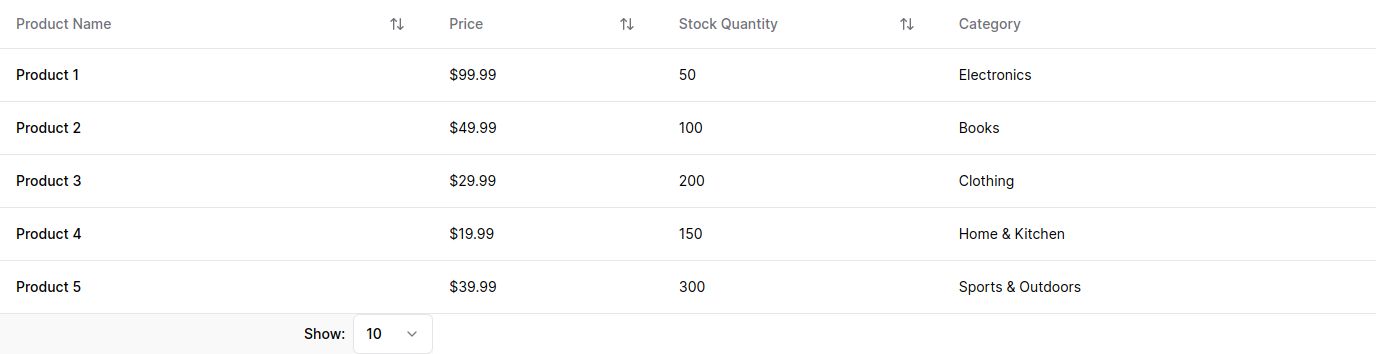 Product Name Price Stock Quantity Category
Product 1 $99.99 50 Electronics
Product 2 $49.99 100 Books
Product 3 $29.99 200 Clothing
Product 4 $19.99 150 Home & Kitchen
Product 5 $39.99 300 Sports & Outdoors
Show: 10